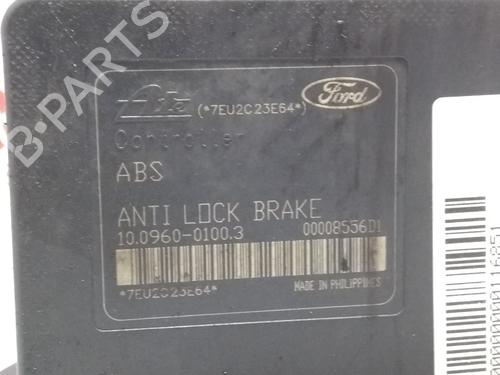 Ate (*7EU2C23E64*) Ford
Controller
ABS
ANTI LOCK BRAKE
10.0960-0100.3 00008556D1
*7EU2C23E64* MADE IN PHILIPPINES
B-PARTS